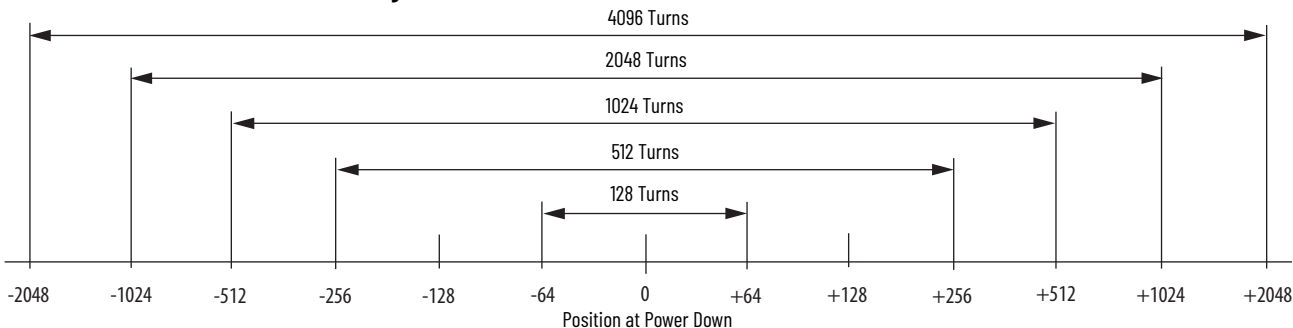 4096 Turns
2048 Turns
1024 Turns
512 Turns
128 Turns
-2048 -1024 -512 -256 -128 -64 0 +64 +128 +256 +512 +1024 +2048
Position at Power Down